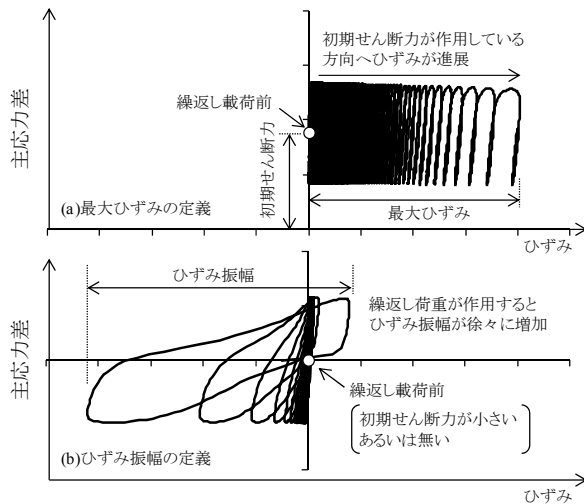 主応力差
初期せん断力が作用している
方向へひずみが進展
繰返し載荷前
初期せん断力
(a)最大ひずみの定義
最大ひずみ
ひずみ
主応力差
ひずみ振幅
繰返し荷重が作用すると
ひずみ振幅が徐々に増加
繰返し載荷前
初期せん断力が小さい
あるいは無い
(b)ひずみ振幅の定義
ひずみ